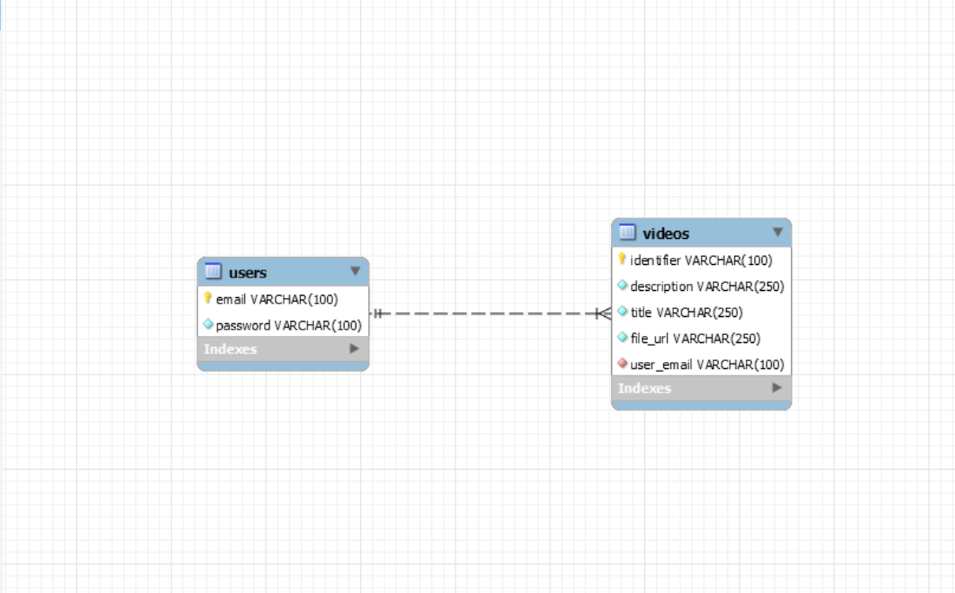 users
email VARCHAR(100)
password VARCHAR(100)
Indexes
videos
identifier VARCHAR(100)
description VARCHAR(250)
title VARCHAR(250)
file_url VARCHAR(250)
user_email VARCHAR(100)
Indexes